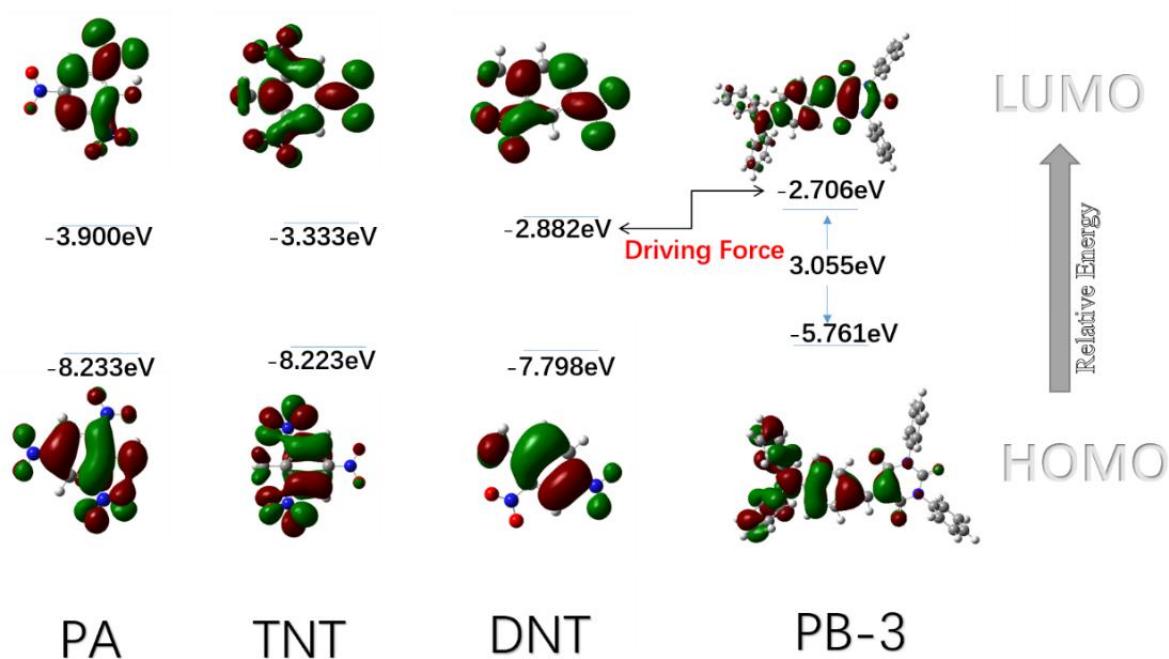 LUMO
-2.706eV
-3.900eV
-3.333eV
-2.882eV
Driving Force
3.055eV
Relative Energy
-5.761eV
-8.233eV
-8.223eV
-7.798eV
HOMO
PA
TNT
DNT
PB-3